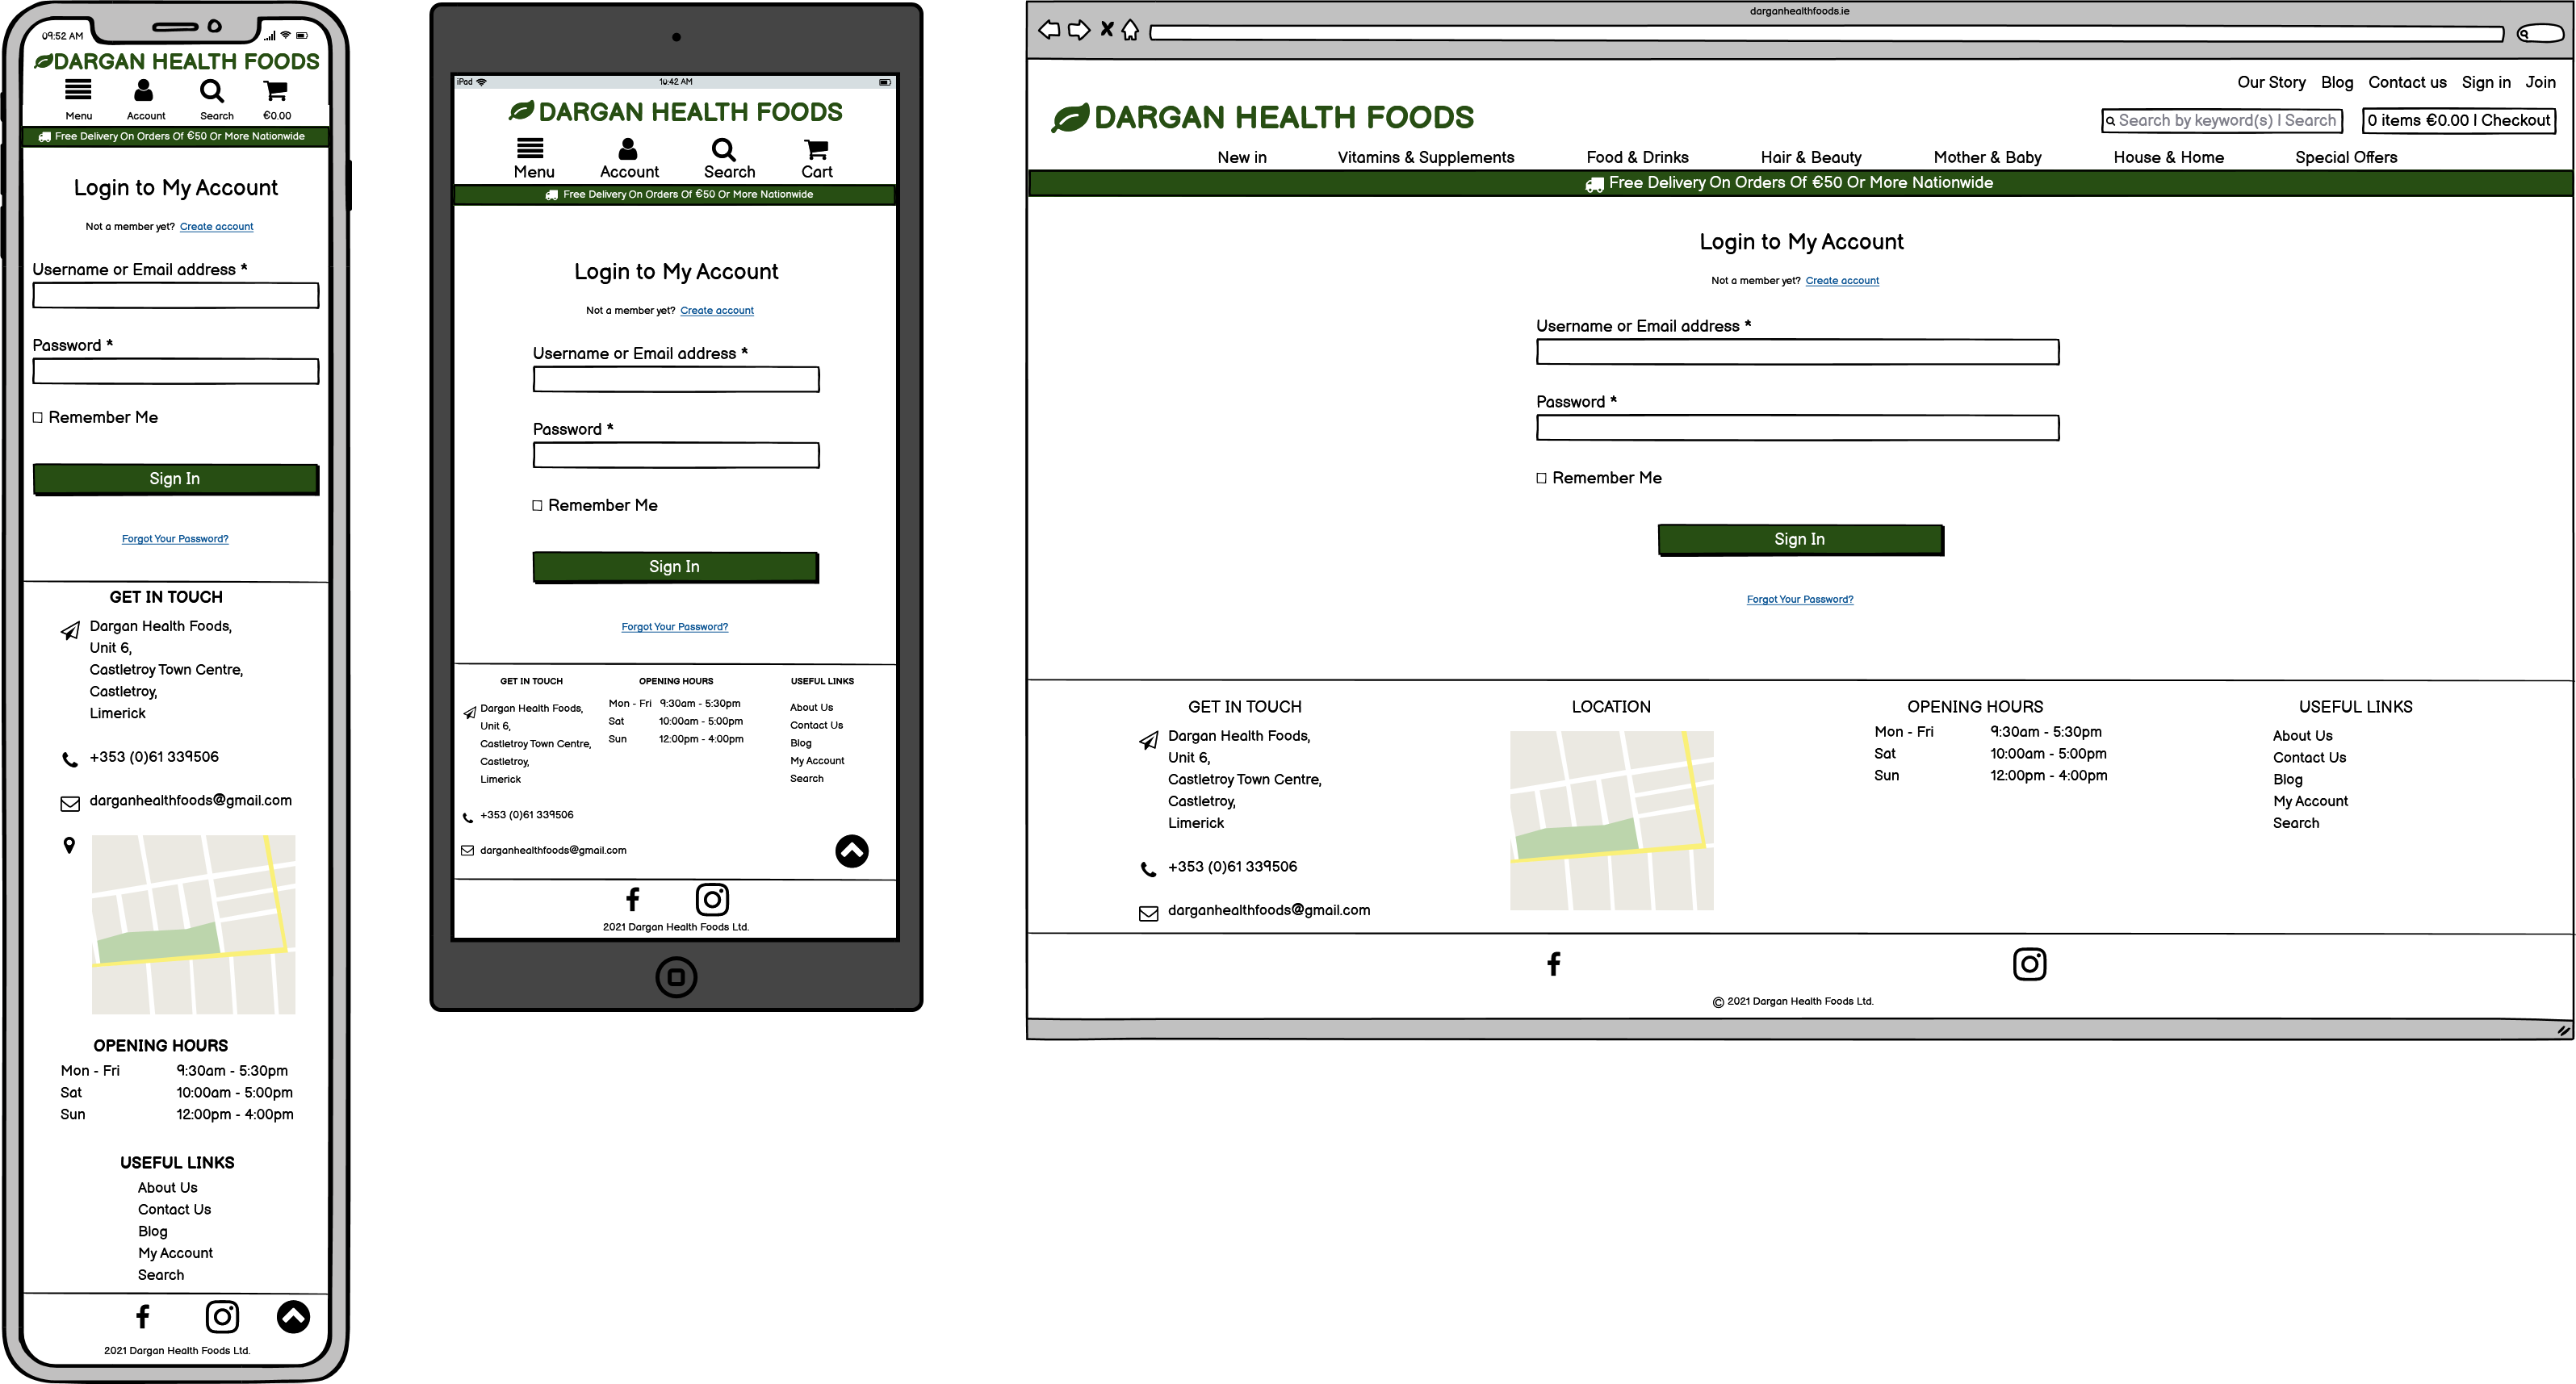 09:52 AM
DARGAN HEALTH FOODS
Menu Account Search €0.00
Free Delivery On Orders Of €50 Or More Nationwide
Login to My Account
Not a member yet? Create account
Username or Email address *
Password *
Remember Me
Sign In
Forgot Your Password?
GET IN TOUCH
Dargan Health Foods,
Unit 6,
Castletroy Town Centre,
Castletroy,
Limerick
+353 (0)61 339506
darganhealthfoods@gmail.com
OPENING HOURS
Mon - Fri 9:30am - 5:30pm
Sat 10:00am - 5:00pm
Sun 12:00pm - 4:00pm
USEFUL LINKS
About Us
Contact Us
Blog
My Account
Search
2021 Dargan Health Foods Ltd.
iPad 10:42 AM
DARGAN HEALTH FOODS
Menu Account Search Cart
Free Delivery On Orders Of €50 Or More Nationwide
Login to My Account
Not a member yet? Create account
Username or Email address *
Password *
Remember Me
Sign In
Forgot Your Password?
GET IN TOUCH
Dargan Health Foods,
Unit 6,
Castletroy Town Centre,
Castletroy,
Limerick
+353 (0)61 339506
darganhealthfoods@gmail.com
OPENING HOURS
Mon - Fri 9:30am - 5:30pm
Sat 10:00am - 5:00pm
Sun 12:00pm - 4:00pm
USEFUL LINKS
About Us
Contact Us
Blog
My Account
Search
2021 Dargan Health Foods Ltd.
darganhealthfoods.ie
Our Story Blog Contact us Sign in Join
DARGAN HEALTH FOODS
Search by keyword(s) | Search
0 items €0.00 | Checkout
New in Vitamins & Supplements Food & Drinks Hair & Beauty Mother & Baby House & Home Special Offers
Free Delivery On Orders Of €50 Or More Nationwide
Login to My Account
Not a member yet? Create account
Username or Email address *
Password *
Remember Me
Sign In
Forgot Your Password?
GET IN TOUCH
Dargan Health Foods,
Unit 6,
Castletroy Town Centre,
Castletroy,
Limerick
+353 (0)61 339506
darganhealthfoods@gmail.com
LOCATION
OPENING HOURS
Mon - Fri 9:30am - 5:30pm
Sat 10:00am - 5:00pm
Sun 12:00pm - 4:00pm
USEFUL LINKS
About Us
Contact Us
Blog
My Account
Search
© 2021 Dargan Health Foods Ltd.